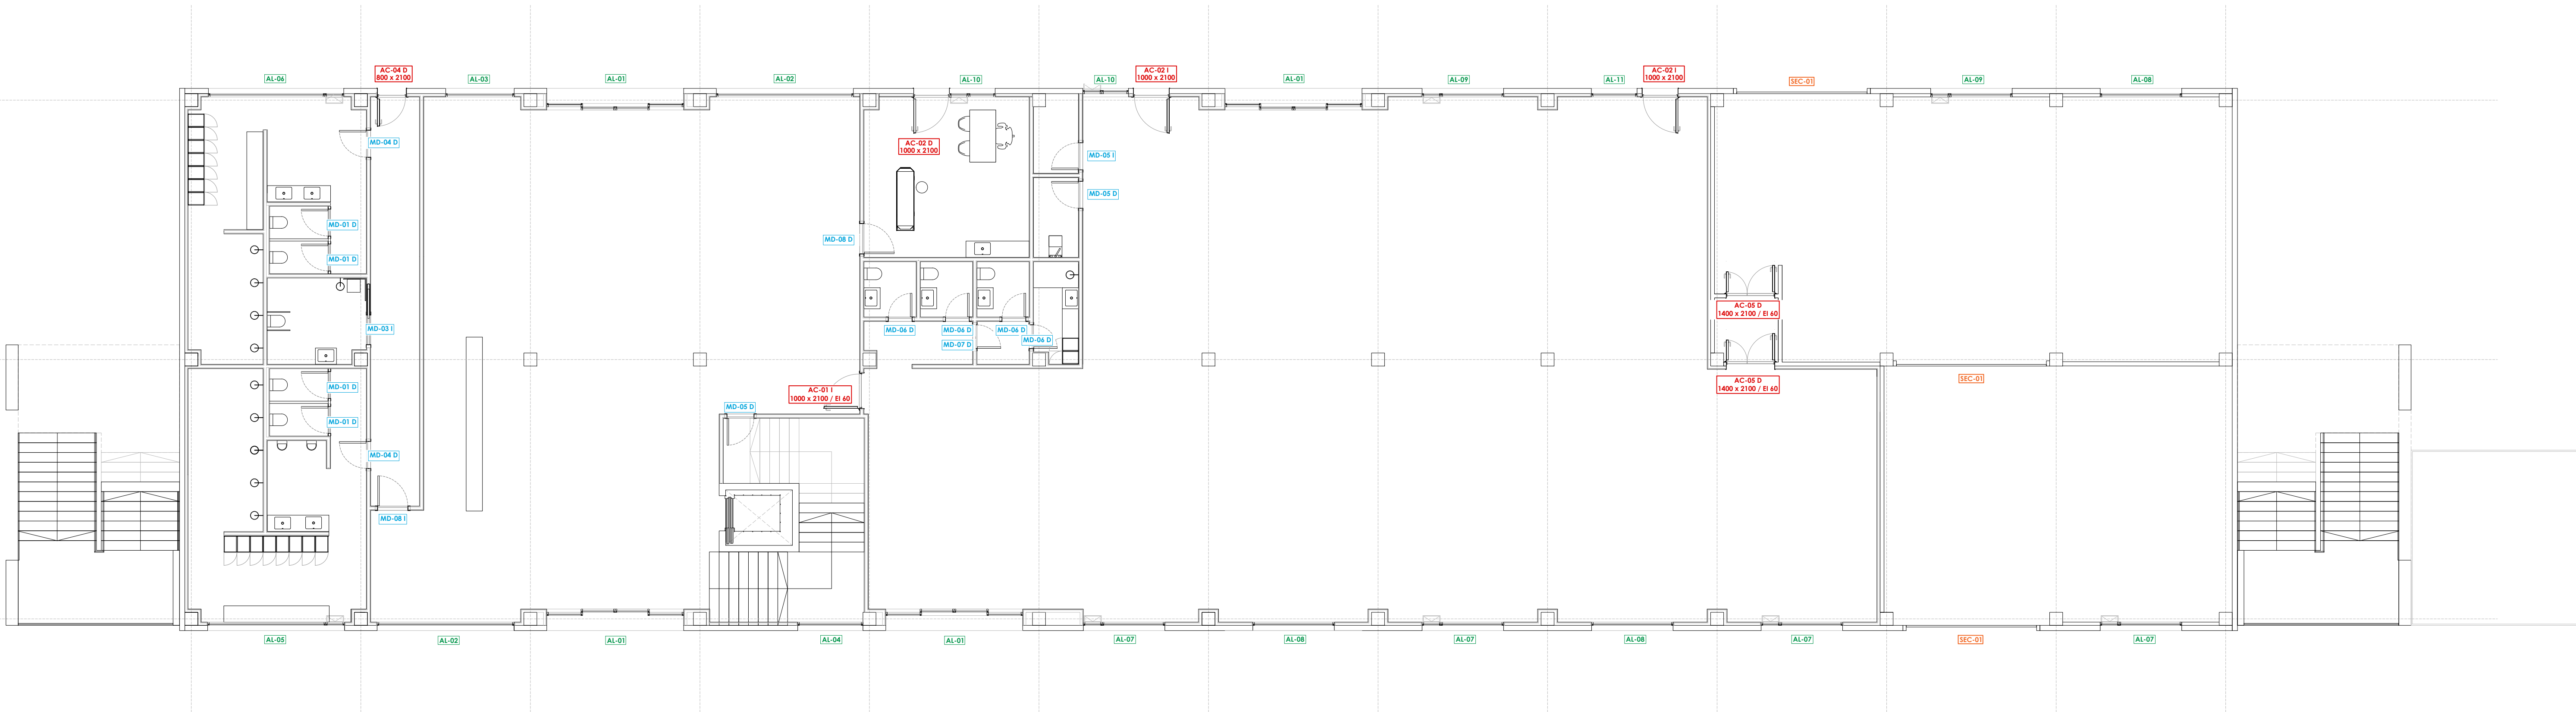 AL-06
AC-04 D
800 x 2100
AL-03
AL-01
AL-02
AL-10
AL-10
AC-02 I
1000 x 2100
AL-01
AL-09
AL-11
AC-02 I
1000 x 2100
SEC-01
AL-09
AL-08
MD-04 D
AC-02 D
1000 x 2100
MD-05 I
MD-05 D
MD-01 D
MD-08 D
MD-01 D
AC-05 D
1400 x 2100 / EI 60
MD-03 I
MD-06 D
MD-06 D
MD-06 D
MD-06 D
MD-07 D
SEC-01
AC-05 D
1400 x 2100 / EI 60
MD-01 D
AC-01 I
1000 x 2100 / EI 60
MD-05 D
MD-01 D
MD-04 D
MD-08 I
AL-05
AL-02
AL-01
AL-04
AL-01
AL-07
AL-08
AL-07
AL-08
AL-07
SEC-01
AL-07